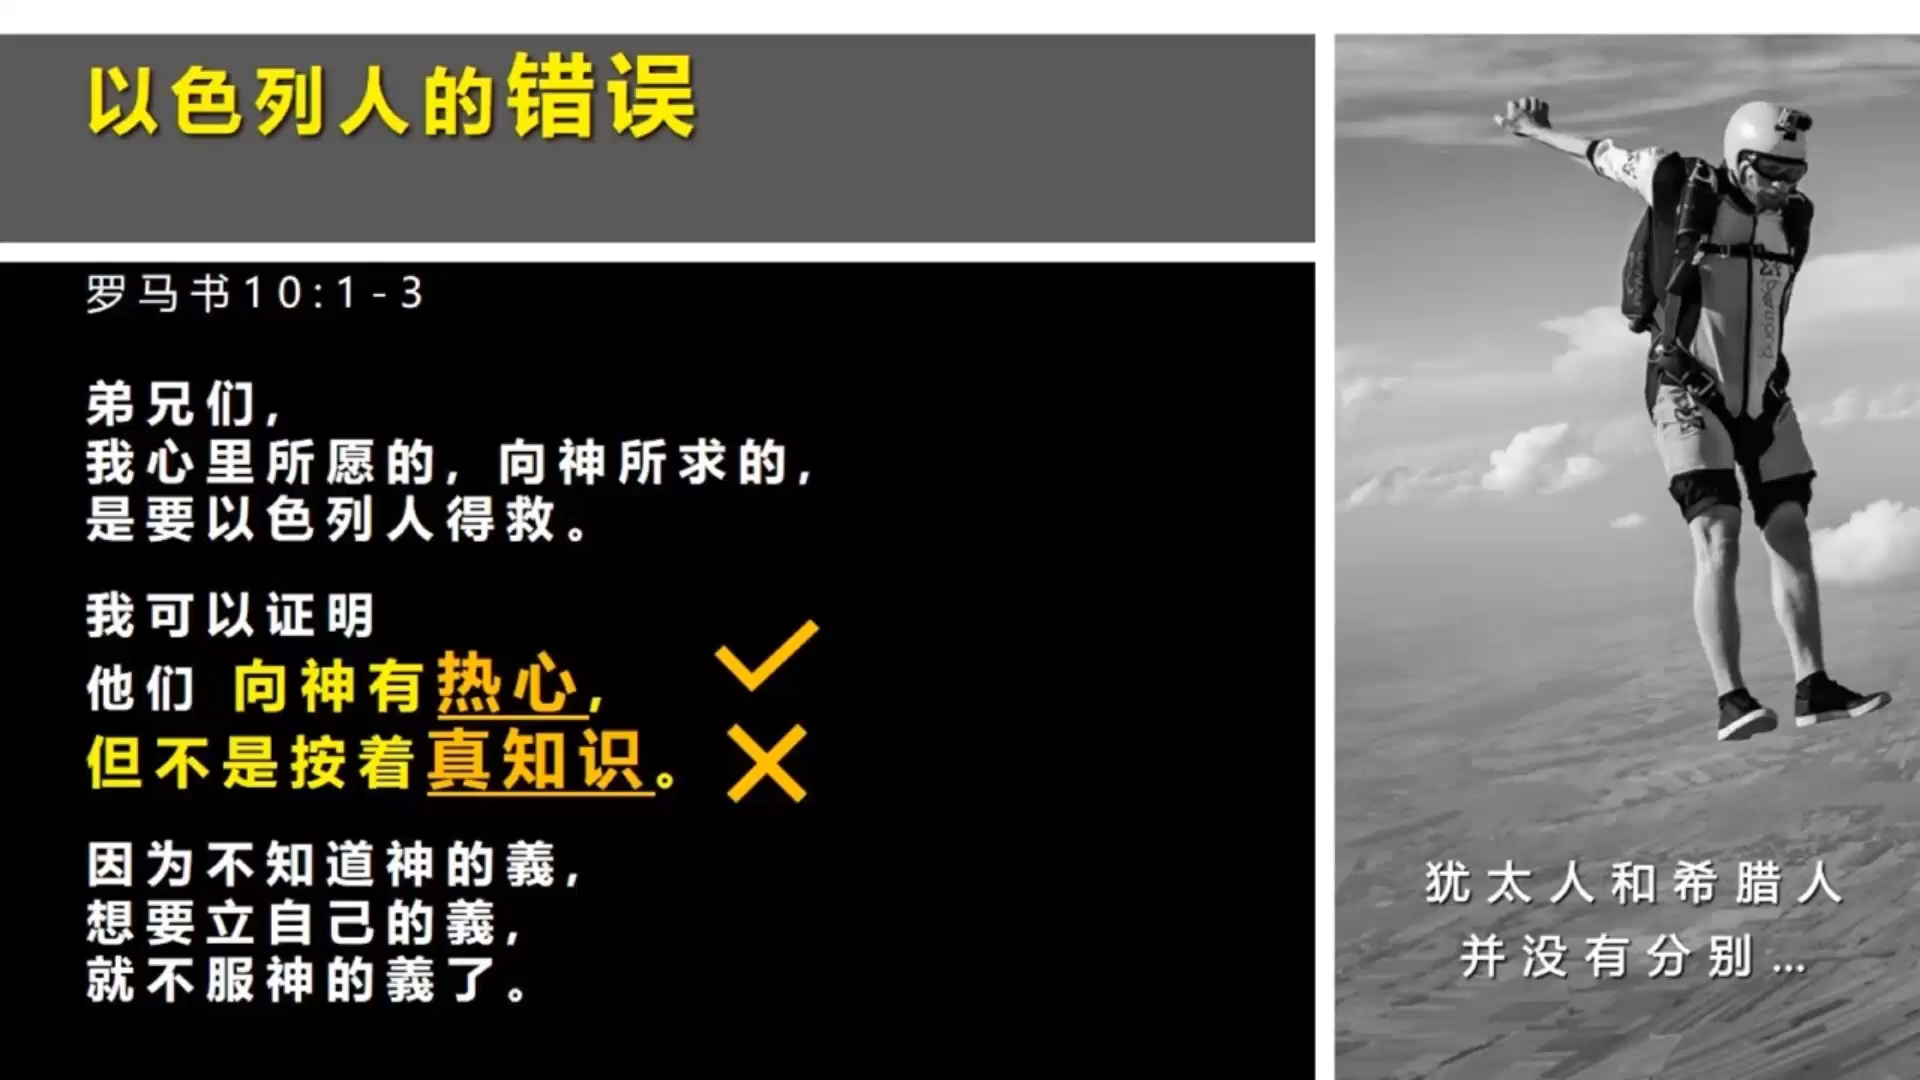 以色列人的错误
罗马书10:1-3
弟兄们,
我心里所愿的, 向神所求的,
是要以色列人得救。
我可以证明
他们 向神有热心,
但不是按着真知识。
因为不知道神的義,
想要立自己的義,
就不服神的義了。
犹太人和希腊人
并没有分别...